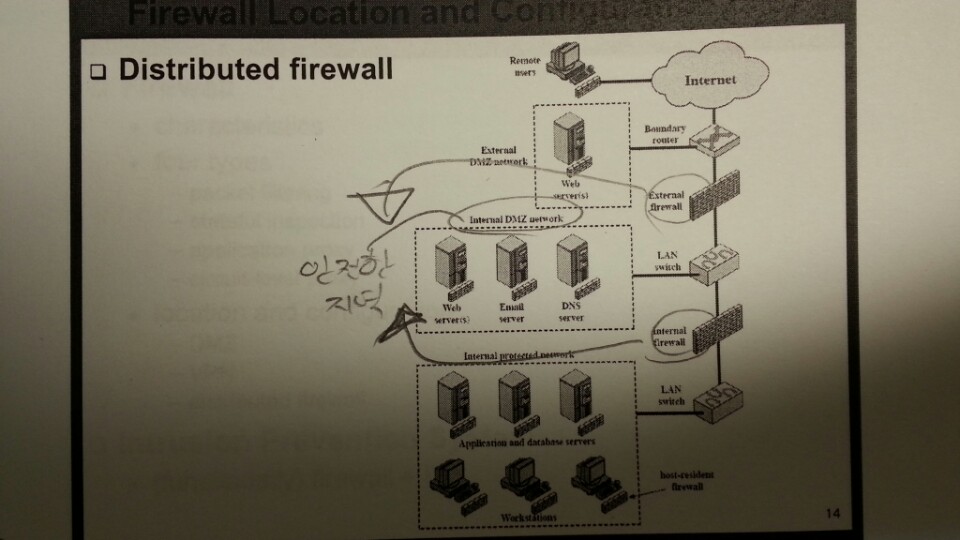 Firewall Location and Configuration
❑ Distributed firewall
Remote
users
Internet
Boundary
router
External
DMZ network
Web
server(s)
External
firewall
Internal DMZ network
LAN
switch
안전한
지역
Web
server(s)
Email
server
DNS
server
Internal
firewall
Internal protected network
LAN
switch
Application and database servers
host-resident
firewall
Workstations
14